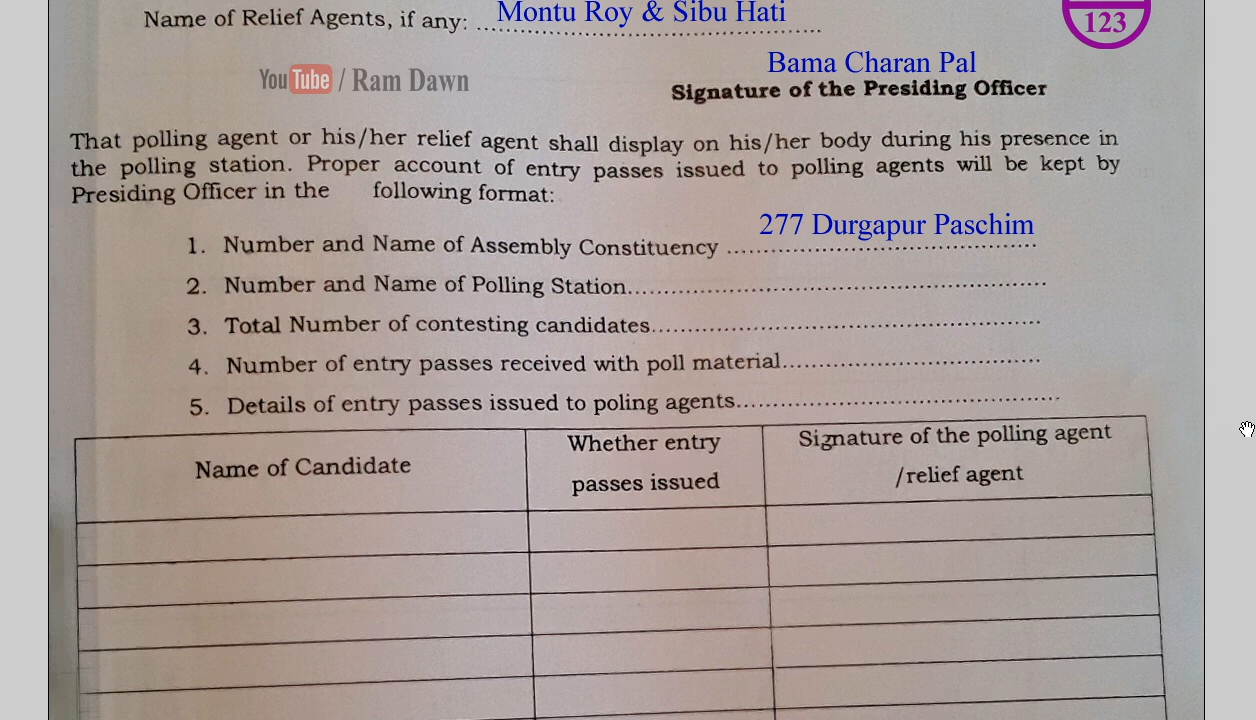 Name of Relief Agents, if any: Montu Roy & Sibu Hati
123
Bama Charan Pal
YouTube / Ram Dawn
Signature of the Presiding Officer
That polling agent or his/her relief agent shall display on his/her body during his presence in
the polling station. Proper account of entry passes issued to polling agents will be kept by
Presiding Officer in the following format:
1. Number and Name of Assembly Constituency 277 Durgapur Paschim
2. Number and Name of Polling Station
3. Total Number of contesting candidates
4. Number of entry passes received with poll material
5. Details of entry passes issued to poling agents
Name of Candidate
Whether entry
passes issued
Signature of the polling agent
/relief agent